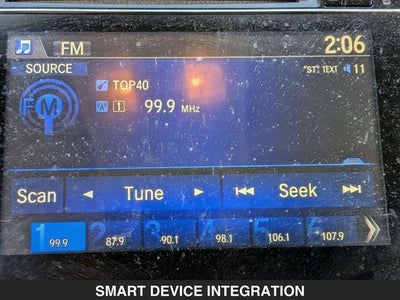 FM 2:06
SOURCE "ST" TEXT 11
TOP40
FM 1 99.9 MHz
Scan Tune Seek
1 2 3 4 5 6
99.9 87.9 90.1 98.1 106.1 107.9
SMART DEVICE INTEGRATION